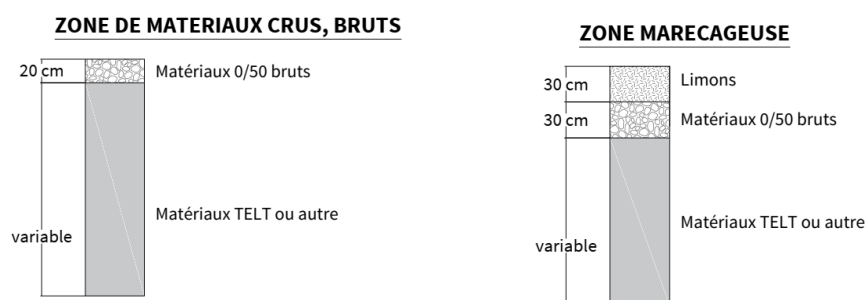 ZONE DE MATERIAUX CRUS, BRUTS
20 cm
Matériaux 0/50 bruts
Matériaux TELT ou autre
variable
ZONE MARECAGEUSE
30 cm
Limons
30 cm
Matériaux 0/50 bruts
Matériaux TELT ou autre
variable